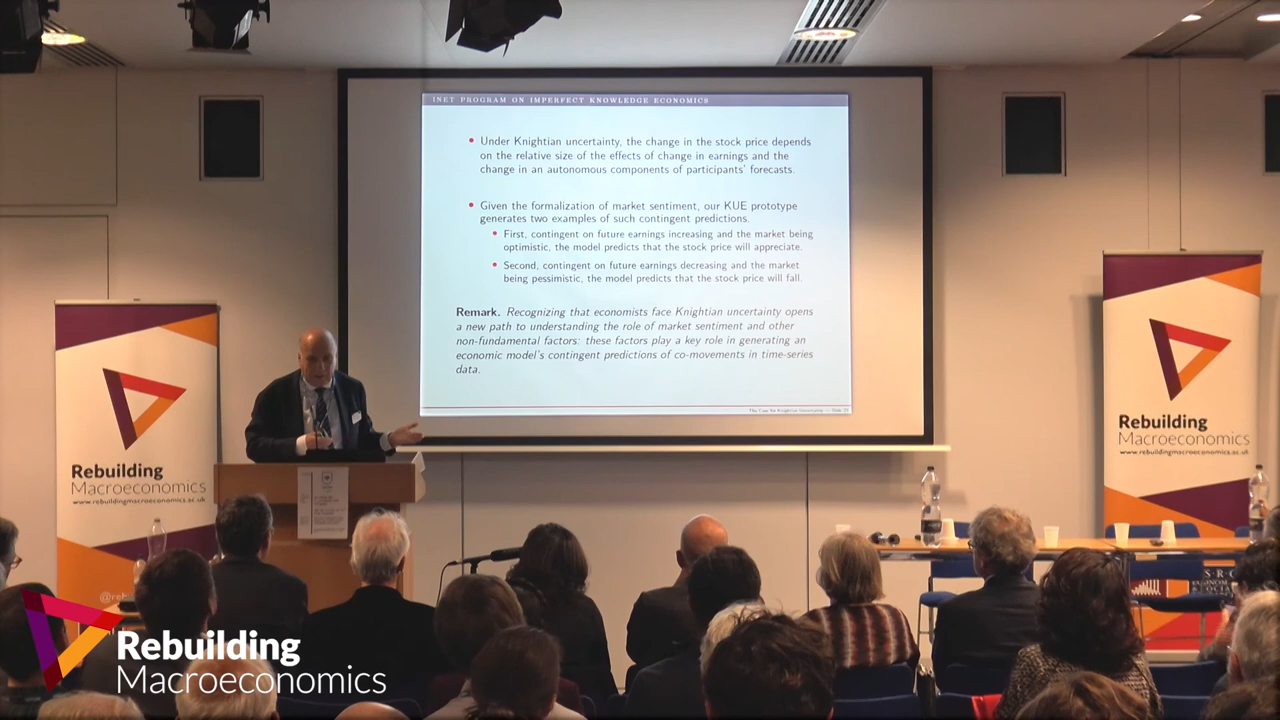 INET PROGRAM ON IMPERFECT KNOWLEDGE ECONOMICS
• Under Knightian uncertainty, the change in the stock price depends
on the relative size of the effects of change in earnings and the
change in an autonomous components of participants' forecasts.
• Given the formalization of market sentiment, our KUE prototype
generates two examples of such contingent predictions.
• First, contingent on future earnings increasing and the market being
optimistic, the model predicts that the stock price will appreciate.
• Second, contingent on future earnings decreasing and the market
being pessimistic, the model predicts that the stock price will fall.
Remark. Recognizing that economists face Knightian uncertainty opens
a new path to understanding the role of market sentiment and other
non-fundamental factors: these factors play a key role in generating an
economic model's contingent predictions of co-movements in time-series
data.
The Case for Knightian Uncertainty — Slide
Rebuilding
Macroeconomics
www.rebuildingmacroeconomics.ac.uk
Rebuilding
Macroeconomics
www.rebuildingmacroeconomics.ac.uk
Rebuilding
Macroeconomics